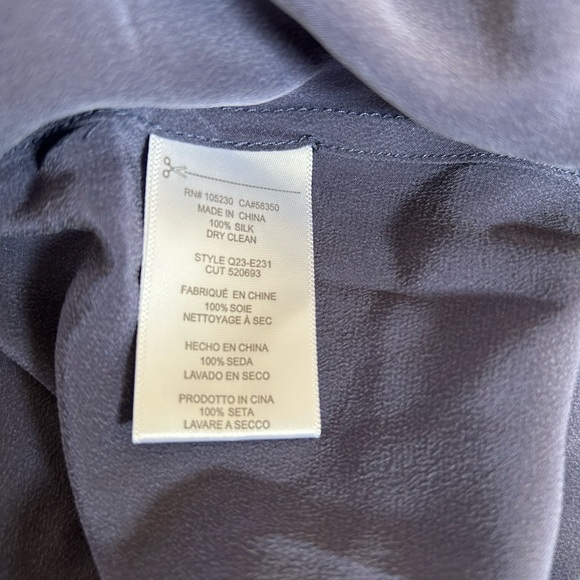 RN# 105230 CA#58350
MADE IN CHINA
100% SILK
DRY CLEAN
STYLE Q23-E231
CUT 520693
FABRIQUÉ EN CHINE
100% SOIE
NETTOYAGE À SEC
HECHO EN CHINA
100% SEDA
LAVADO EN SECO
PRODOTTO IN CINA
100% SETA
LAVARE A SECCO